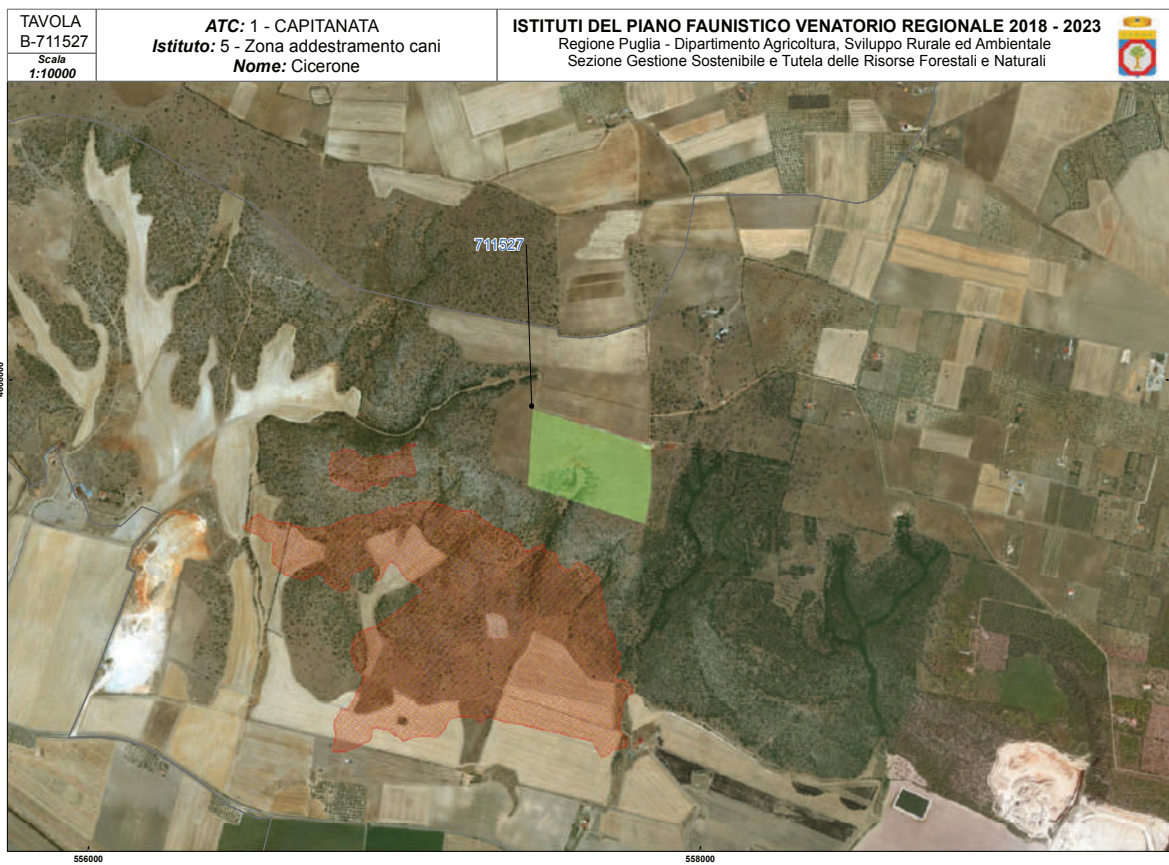 TAVOLA
B-711527
Scala
1:10000
ATC: 1 - CAPITANATA
Istituto: 5 - Zona addestramento cani
Nome: Cicerone
ISTITUTI DEL PIANO FAUNISTICO VENATORIO REGIONALE 2018 - 2023
Regione Puglia - Dipartimento Agricoltura, Sviluppo Rurale ed Ambientale
Sezione Gestione Sostenibile e Tutela delle Risorse Forestali e Naturali
711527
556000
558000